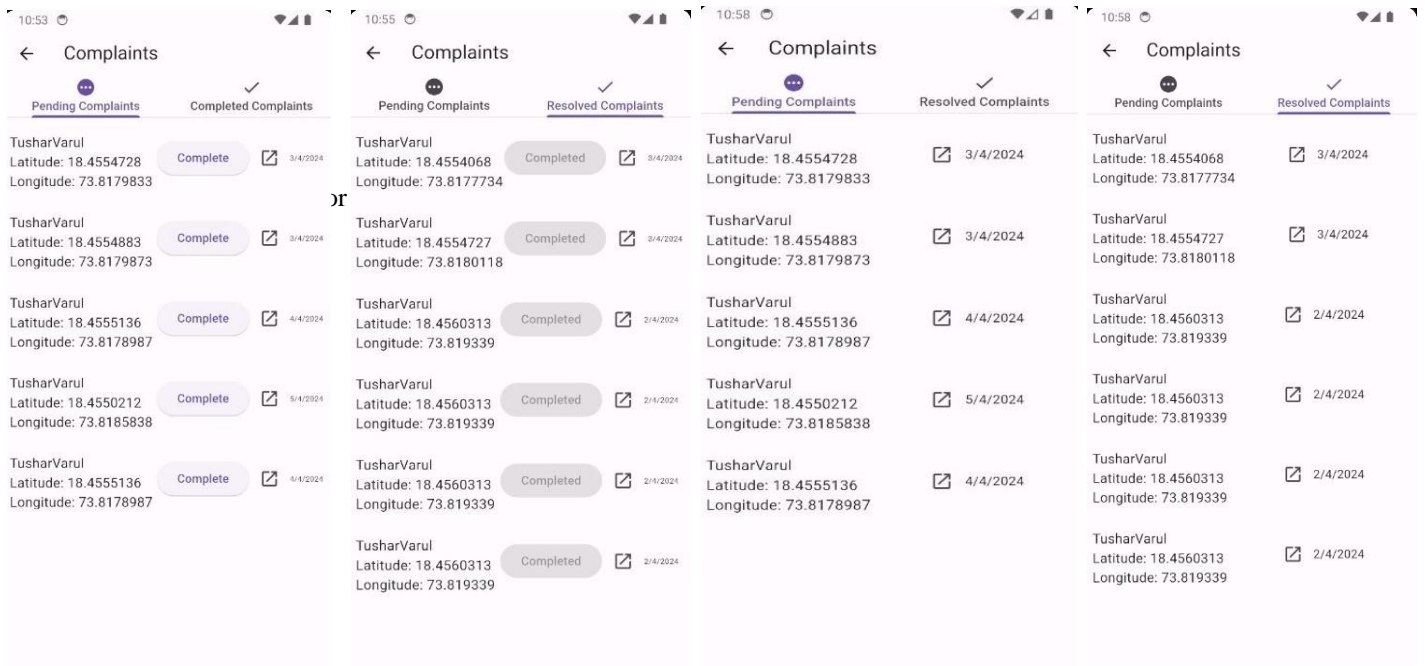 10:53
Complaints
Pending Complaints
Completed Complaints
TusharVarul
Latitude: 18.4554728
Longitude: 73.8179833
Complete
3/4/2024
TusharVarul
Latitude: 18.4554883
Longitude: 73.8179873
Complete
3/4/2024
TusharVarul
Latitude: 18.4555136
Longitude: 73.8178987
Complete
4/4/2024
TusharVarul
Latitude: 18.4550212
Longitude: 73.8185838
Complete
5/4/2024
TusharVarul
Latitude: 18.4555136
Longitude: 73.8178987
Complete
4/4/2024
or
10:55
Complaints
Pending Complaints
Resolved Complaints
TusharVarul
Latitude: 18.4554068
Longitude: 73.8177734
Completed
3/4/2024
TusharVarul
Latitude: 18.4554727
Longitude: 73.8180118
Completed
3/4/2024
TusharVarul
Latitude: 18.4560313
Longitude: 73.819339
Completed
2/4/2024
TusharVarul
Latitude: 18.4560313
Longitude: 73.819339
Completed
2/4/2024
TusharVarul
Latitude: 18.4560313
Longitude: 73.819339
Completed
2/4/2024
TusharVarul
Latitude: 18.4560313
Longitude: 73.819339
Completed
2/4/2024
10:58
Complaints
Pending Complaints
Resolved Complaints
TusharVarul
Latitude: 18.4554728
Longitude: 73.8179833
3/4/2024
TusharVarul
Latitude: 18.4554883
Longitude: 73.8179873
3/4/2024
TusharVarul
Latitude: 18.4555136
Longitude: 73.8178987
4/4/2024
TusharVarul
Latitude: 18.4550212
Longitude: 73.8185838
5/4/2024
TusharVarul
Latitude: 18.4555136
Longitude: 73.8178987
4/4/2024
10:58
Complaints
Pending Complaints
Resolved Complaints
TusharVarul
Latitude: 18.4554068
Longitude: 73.8177734
3/4/2024
TusharVarul
Latitude: 18.4554727
Longitude: 73.8180118
3/4/2024
TusharVarul
Latitude: 18.4560313
Longitude: 73.819339
2/4/2024
TusharVarul
Latitude: 18.4560313
Longitude: 73.819339
2/4/2024
TusharVarul
Latitude: 18.4560313
Longitude: 73.819339
2/4/2024
TusharVarul
Latitude: 18.4560313
Longitude: 73.819339
2/4/2024